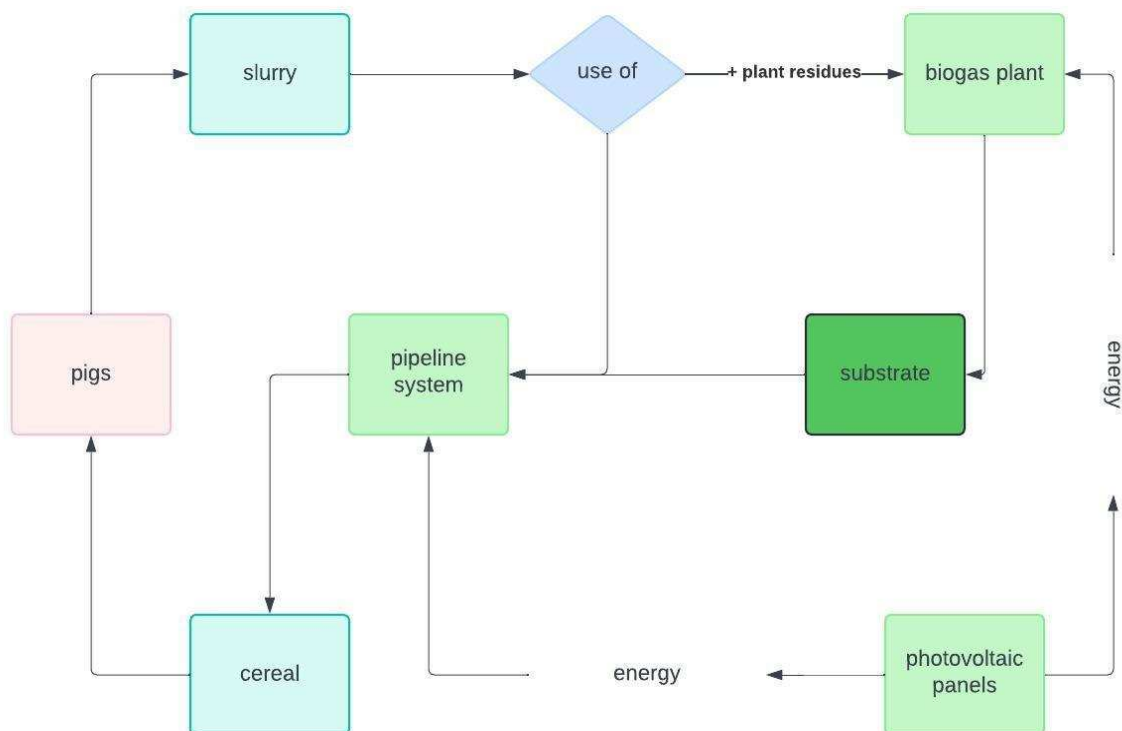 slurry
use of
+ plant residues
biogas plant
pigs
pipeline
system
substrate
energy
cereal
energy
photovoltaic
panels